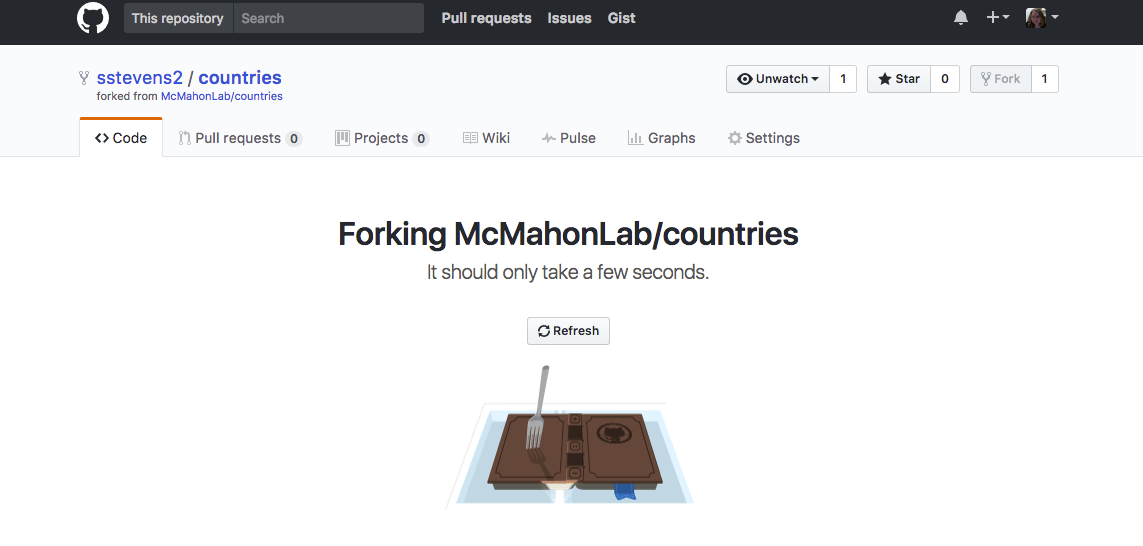 This repository Search Pull requests Issues Gist
sstevens2 / countries Unwatch 1 Star 0 Fork 1
forked from McMahonLab/countries
Code Pull requests 0 Projects 0 Wiki Pulse Graphs Settings
Forking McMahonLab/countries
It should only take a few seconds.
Refresh